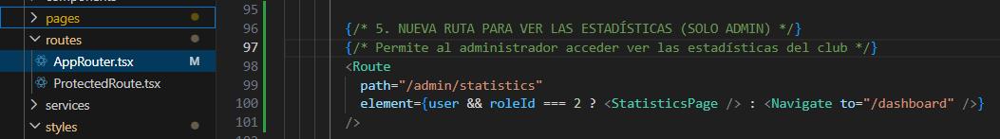 components
pages
routes
AppRouter.tsx M
ProtectedRoute.tsx
services
styles
95
96 {/* 5. NUEVA RUTA PARA VER LAS ESTADÍSTICAS (SOLO ADMIN) */}
97 {/* Permite al administrador acceder ver las estadísticas del club */}
98 <Route
99 path="/admin/statistics"
100 element={user && roleId === 2 ? <StatisticsPage /> : <Navigate to="/dashboard" />}
101 />